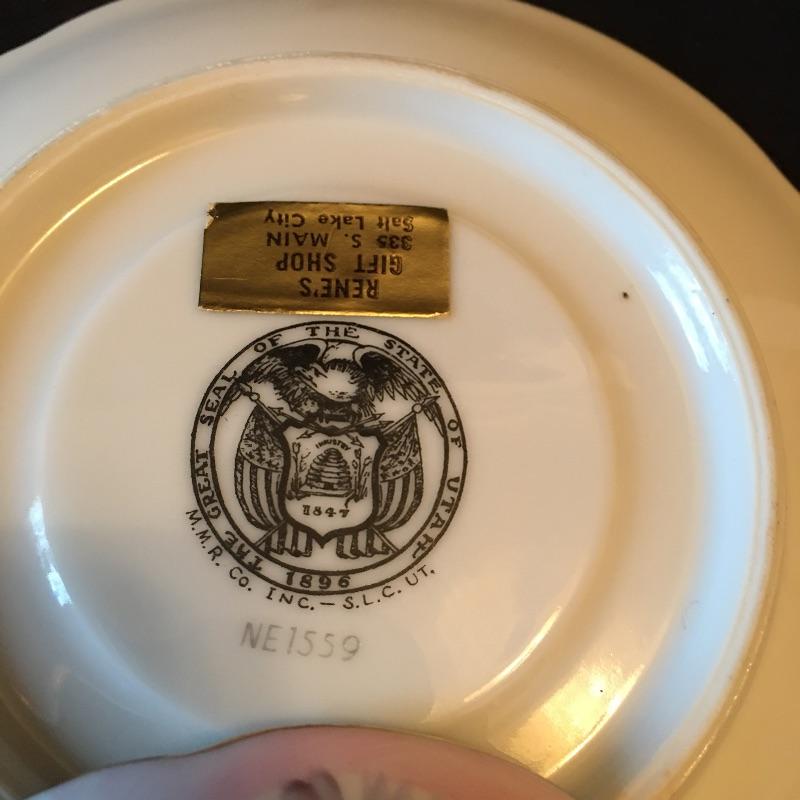 RENE'S
GIFT SHOP
335 S. MAIN
Salt Lake City
THE GREAT SEAL OF THE STATE OF UTAH
INDUSTRY
1847
1896
M.M.R. Co. INC. — S.L.C. UT.
NE1559